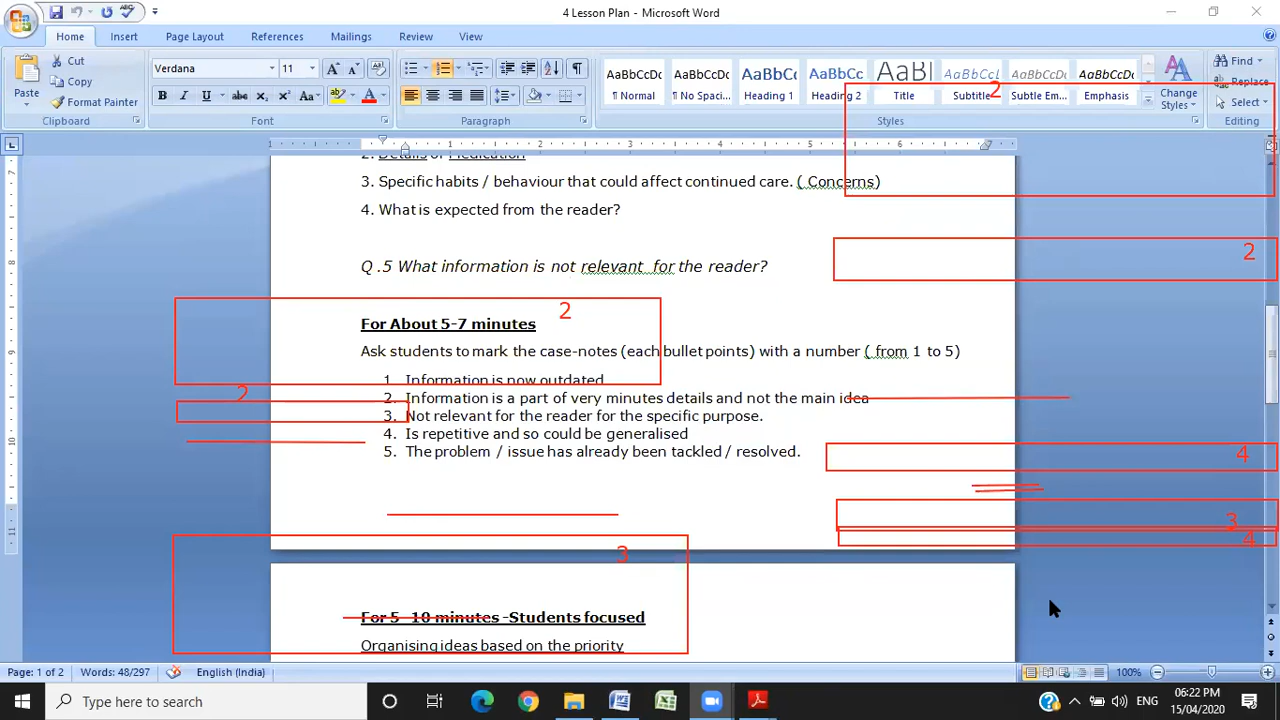 4 Lesson Plan - Microsoft Word
Home Insert Page Layout References Mailings Review View
Paste
Cut
Copy
Format Painter
Clipboard
Verdana 11
Font
Paragraph
AaBbCcDc AaBbCcDc AaBbC( AaBbCc AaBl AaBbCcL AaBbCcDc AaBbCcDc
¶ Normal ¶ No Spaci... Heading 1 Heading 2 Title Subtitle Subtle Em... Emphasis
Change Styles
Styles
Find
Replace
Select
Editing
2
2. Details of Medication
3. Specific habits / behaviour that could affect continued care. ( Concerns)
4. What is expected from the reader?
2
Q .5 What information is not relevant for the reader?
2
For About 5-7 minutes
Ask students to mark the case-notes (each bullet points) with a number ( from 1 to 5)
1. Information is now outdated
2
2. Information is a part of very minutes details and not the main idea
3. Not relevant for the reader for the specific purpose.
4. Is repetitive and so could be generalised
5. The problem / issue has already been tackled / resolved.
4
3
4
3
For 5- 10 minutes -Students focused
Organising ideas based on the priority
Page: 1 of 2 Words: 48/297 English (India) 100%
Type here to search
ENG
06:22 PM
15/04/2020